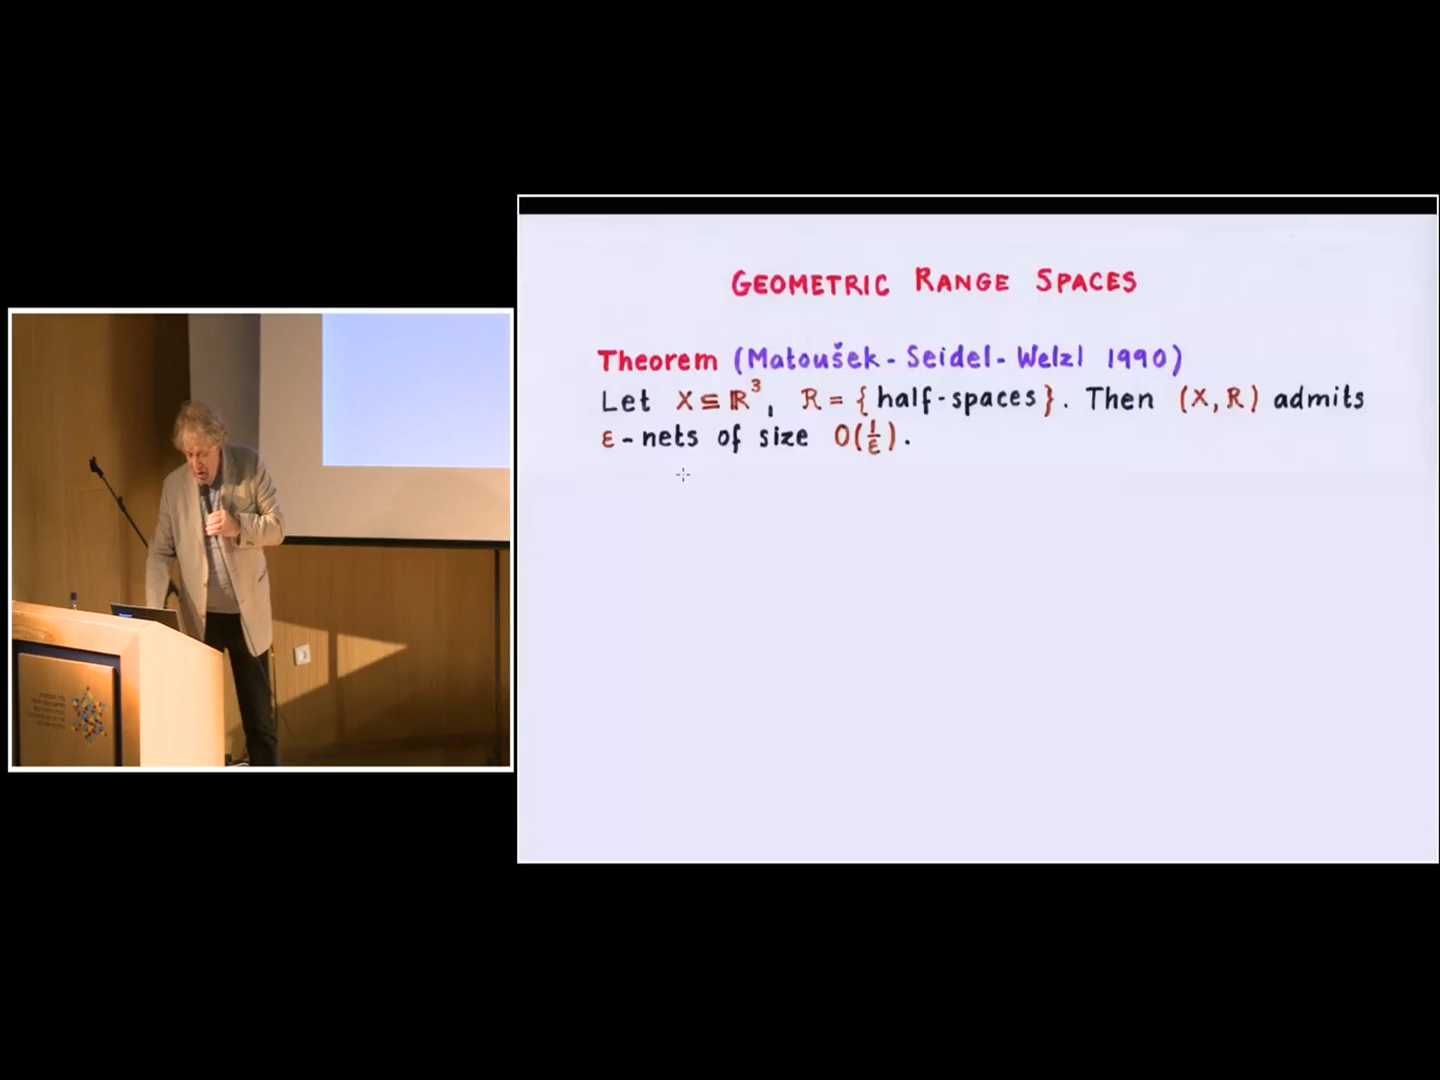 GEOMETRIC RANGE SPACES
Theorem (Matoušek - Seidel - Welzl 1990)
Let X ⊆ ℝ³, R = { half-spaces }. Then (X, R) admits
ε - nets of size O(1/ε).